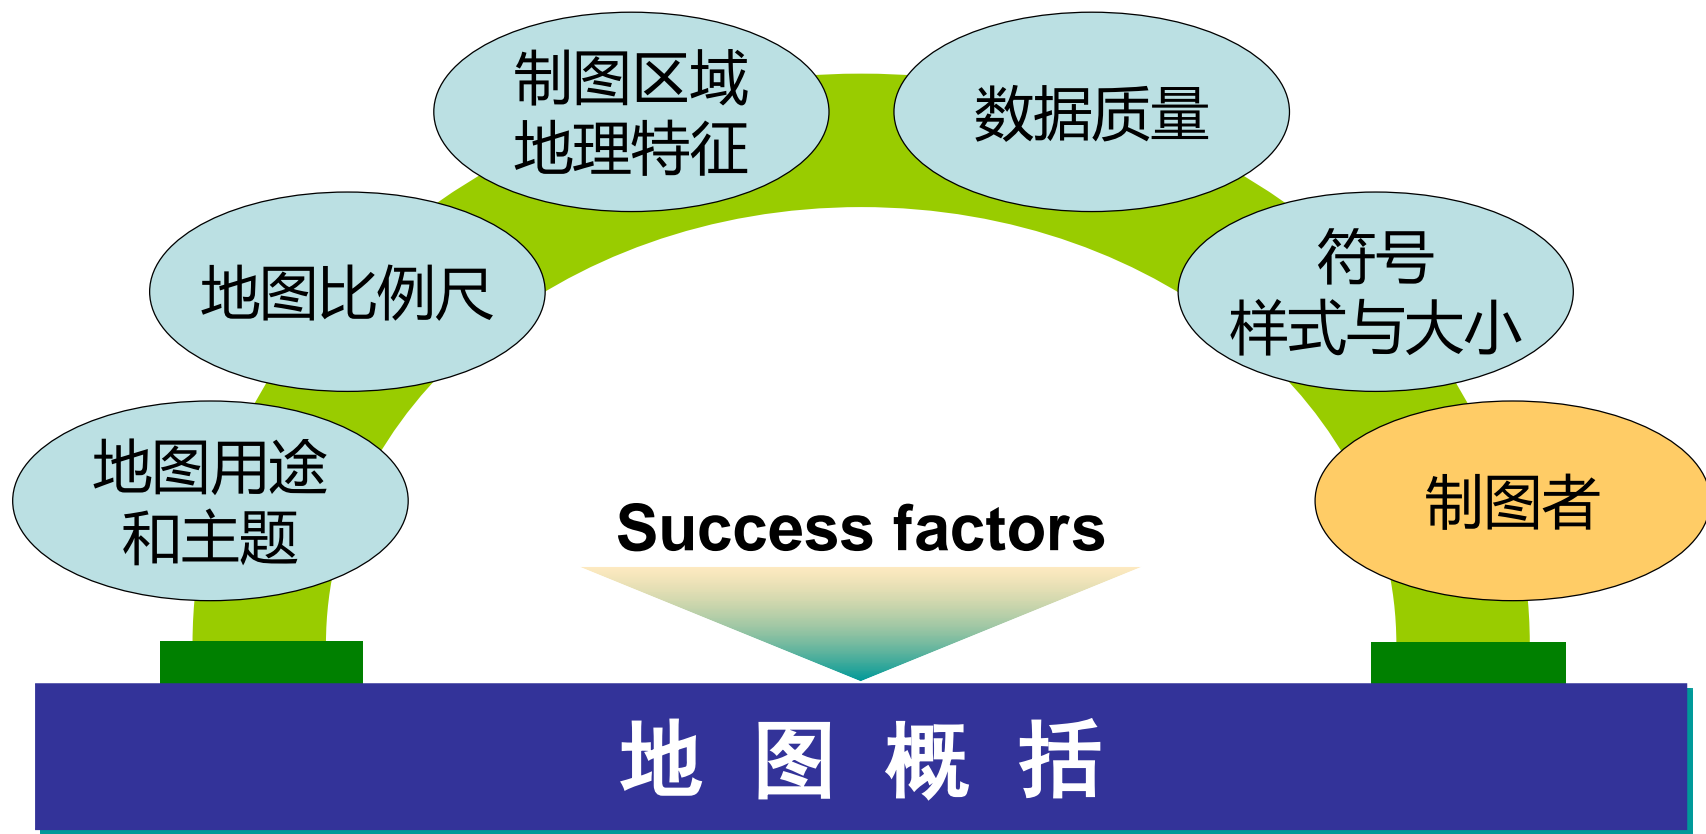 制图区域
地理特征
数据质量
地图比例尺
符号
样式与大小
地图用途
和主题
制图者
Success factors
地 图 概 括